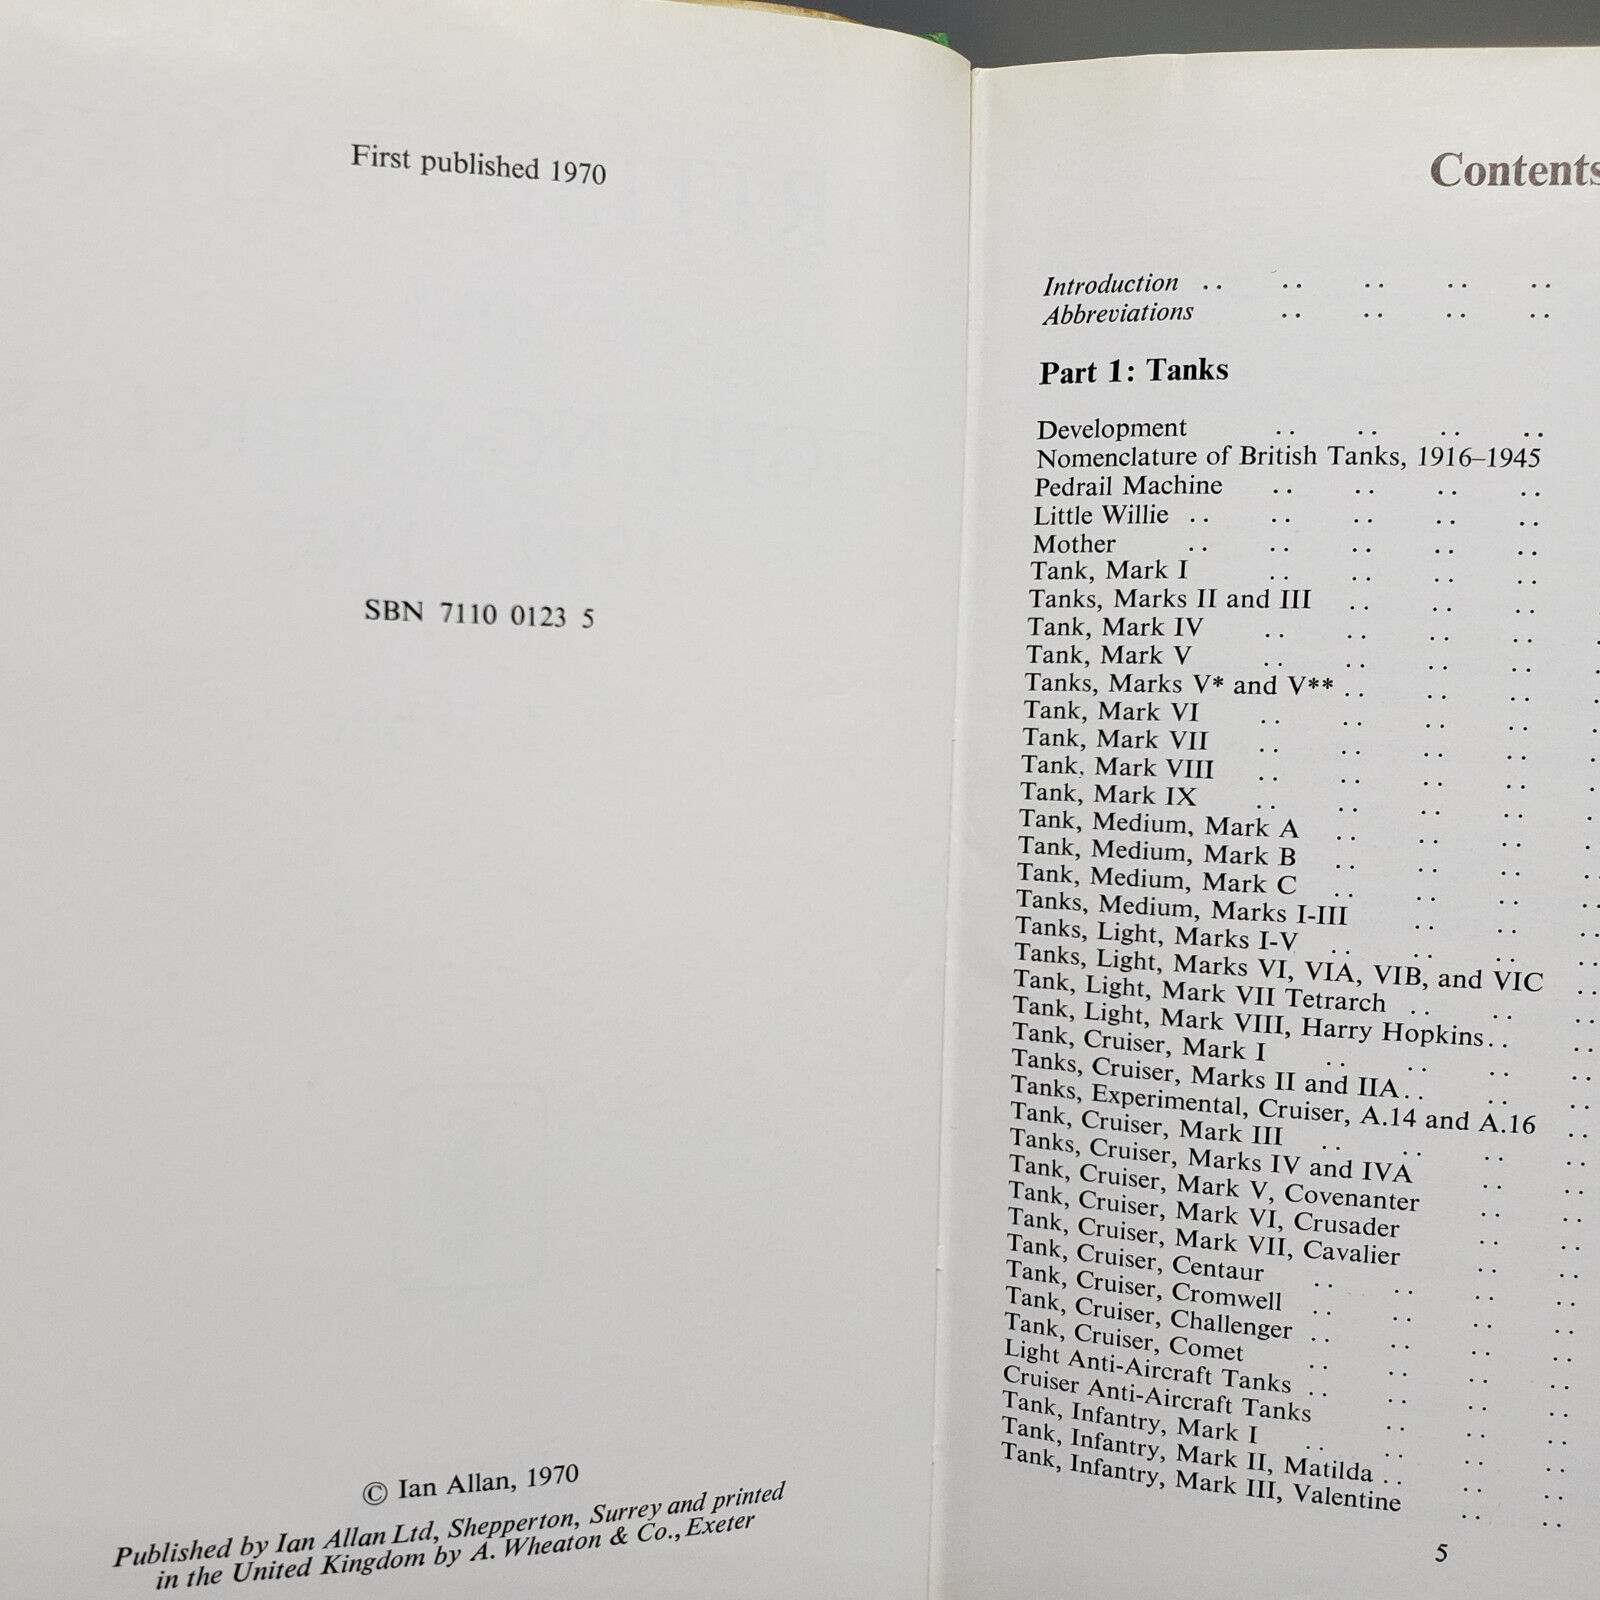 First published 1970
SBN 7110 0123 5
© Ian Allan, 1970
Published by Ian Allan Ltd, Shepperton, Surrey and printed
in the United Kingdom by A. Wheaton & Co., Exeter
Contents
Introduction .. .. .. .. ..
Abbreviations .. .. .. ..
Part 1: Tanks
Development .. .. .. ..
Nomenclature of British Tanks, 1916–1945
Pedrail Machine .. .. .. ..
Little Willie .. .. .. .. ..
Mother .. .. .. .. ..
Tank, Mark I .. .. .. ..
Tanks, Marks II and III .. .. ..
Tank, Mark IV .. .. .. ..
Tank, Mark V .. .. .. ..
Tanks, Marks V* and V** .. .. ..
Tank, Mark VI .. .. .. ..
Tank, Mark VII .. .. .. ..
Tank, Mark VIII .. .. .. ..
Tank, Mark IX .. .. .. ..
Tank, Medium, Mark A .. .. ..
Tank, Medium, Mark B .. .. ..
Tank, Medium, Mark C .. .. .. ..
Tanks, Medium, Marks I-III .. .. ..
Tanks, Light, Marks I-V .. .. .. ..
Tanks, Light, Marks VI, VIA, VIB, and VIC ..
Tank, Light, Mark VII Tetrarch .. .. ..
Tank, Light, Mark VIII, Harry Hopkins .. ..
Tank, Cruiser, Mark I .. .. .. ..
Tanks, Cruiser, Marks II and IIA .. .. ..
Tanks, Experimental, Cruiser, A.14 and A.16 ..
Tank, Cruiser, Mark III .. .. .. ..
Tanks, Cruiser, Marks IV and IVA .. ..
Tank, Cruiser, Mark V, Covenanter .. ..
Tank, Cruiser, Mark VI, Crusader .. ..
Tank, Cruiser, Mark VII, Cavalier .. ..
Tank, Cruiser, Centaur .. .. .. ..
Tank, Cruiser, Cromwell .. .. .. ..
Tank, Cruiser, Challenger .. .. .. ..
Tank, Cruiser, Comet .. .. .. ..
Light Anti-Aircraft Tanks .. .. .. ..
Cruiser Anti-Aircraft Tanks .. .. ..
Tank, Infantry, Mark I .. .. .. ..
Tank, Infantry, Mark II, Matilda .. .. ..
Tank, Infantry, Mark III, Valentine .. ..
5